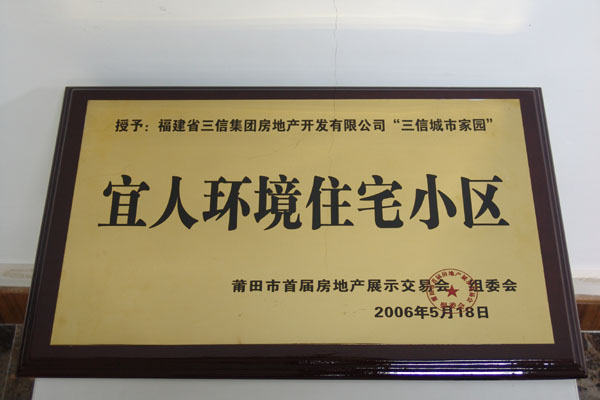 授予：福建省三信集团房地产开发有限公司“三信城市家园”
宜人环境住宅小区
莆田市首届房地产展示交易会 组委会
2006年5月18日